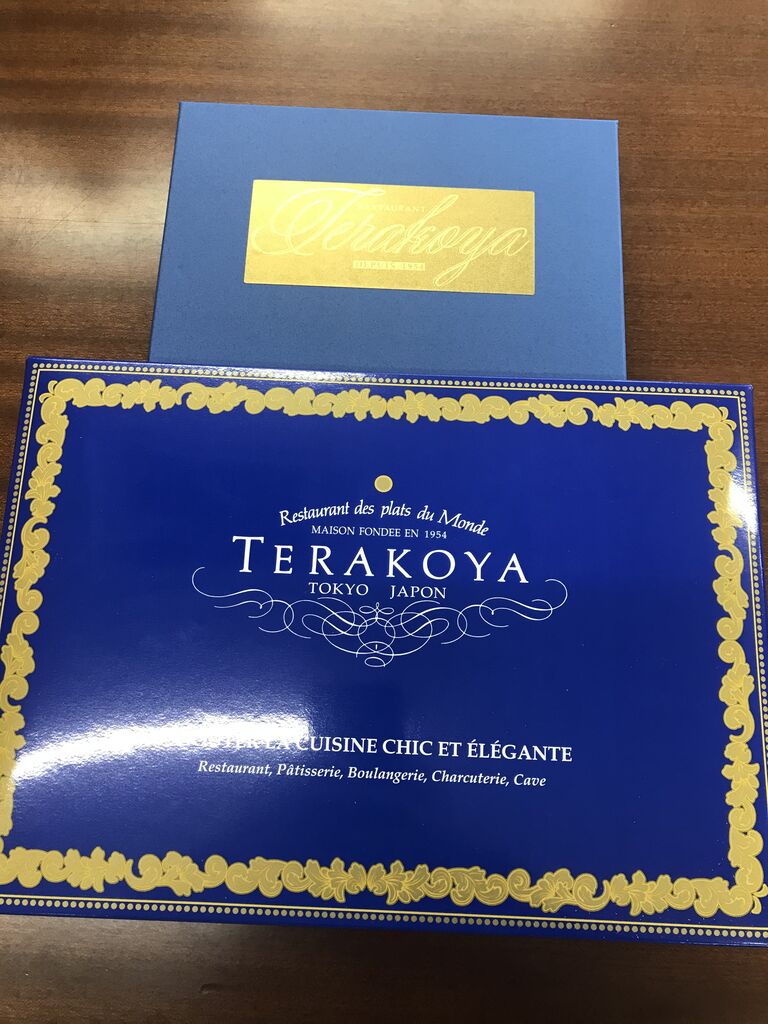 RESTAURANT
Terakoya
DEPUIS 1954
Restaurant des plats du Monde
MAISON FONDEE EN 1954
TERAKOYA
TOKYO JAPON
LA CUISINE CHIC ET ÉLÉGANTE
Restaurant, Pâtisserie, Boulangerie, Charcuterie, Cave